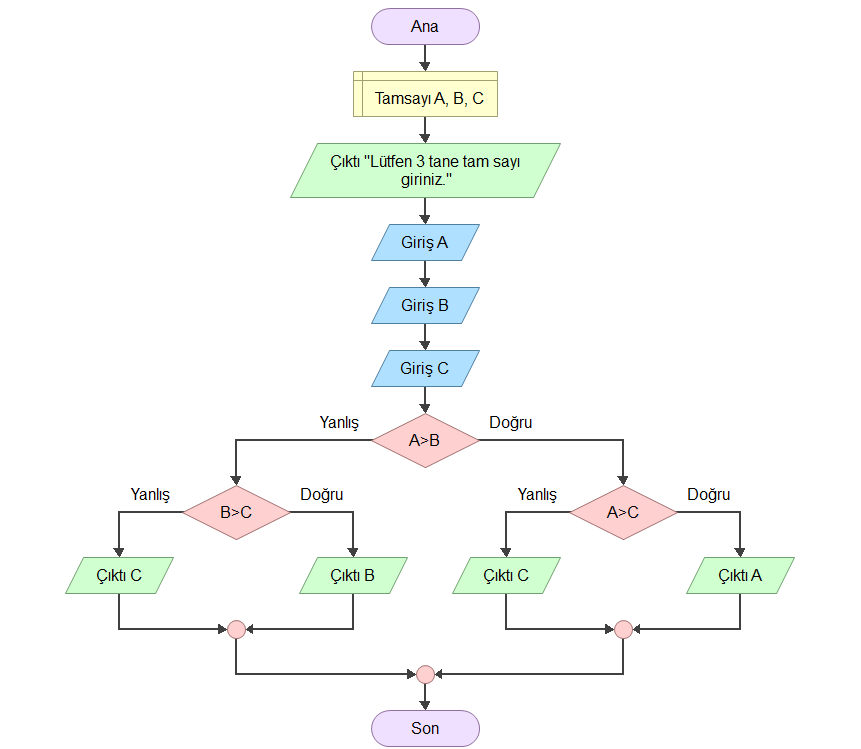 Ana
Tamsayı A, B, C
Çıktı "Lütfen 3 tane tam sayı
giriniz."
Giriş A
Giriş B
Giriş C
Yanlış
A>B
Doğru
Yanlış
B>C
Doğru
Yanlış
A>C
Doğru
Çıktı C
Çıktı B
Çıktı C
Çıktı A
Son